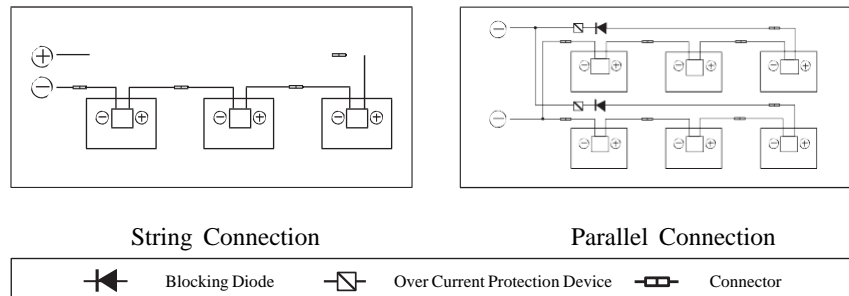 String Connection
Parallel Connection
Blocking Diode
Over Current Protection Device
Connector